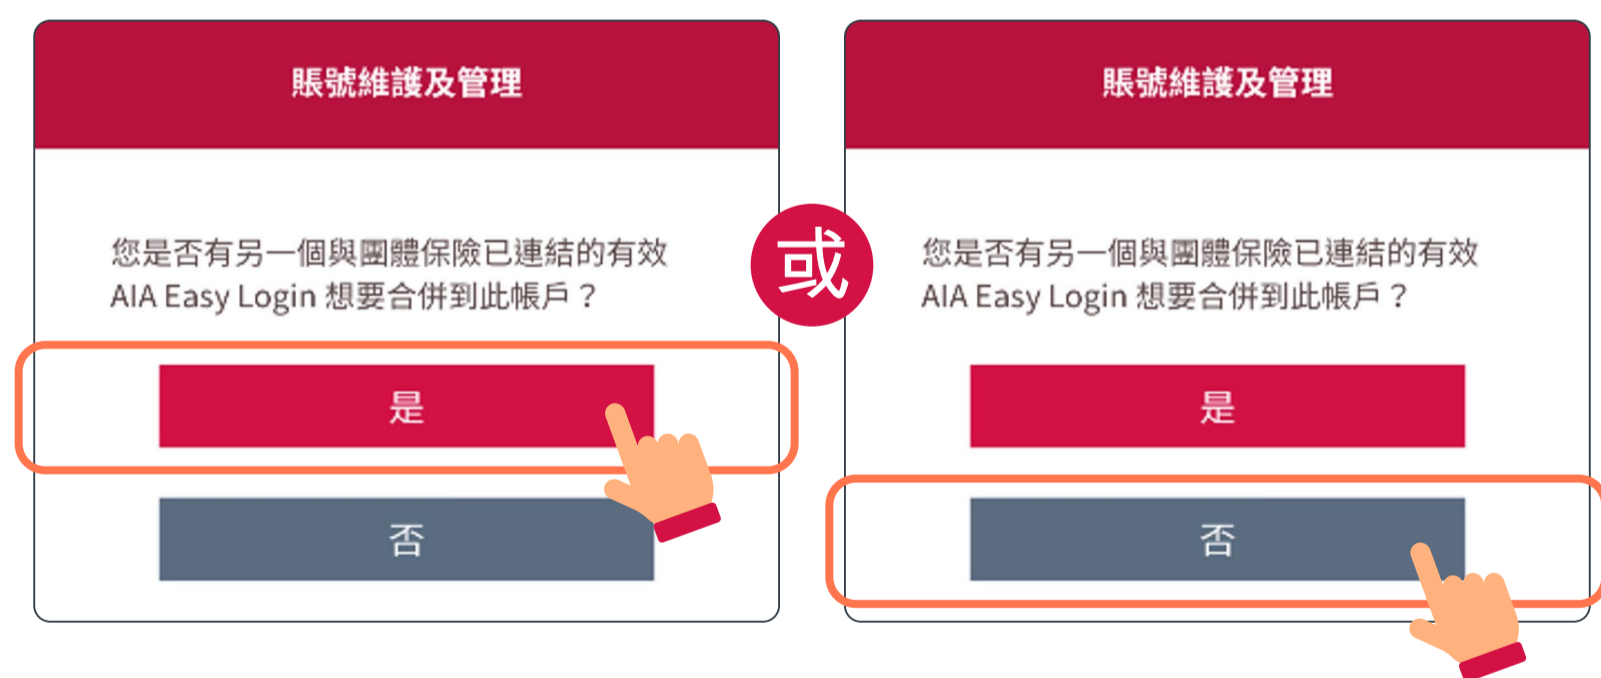 賬號維護及管理
您是否有另一個與團體保險已連結的有效
AIA Easy Login 想要合併到此帳戶？
是
否
或
賬號維護及管理
您是否有另一個與團體保險已連結的有效
AIA Easy Login 想要合併到此帳戶？
是
否